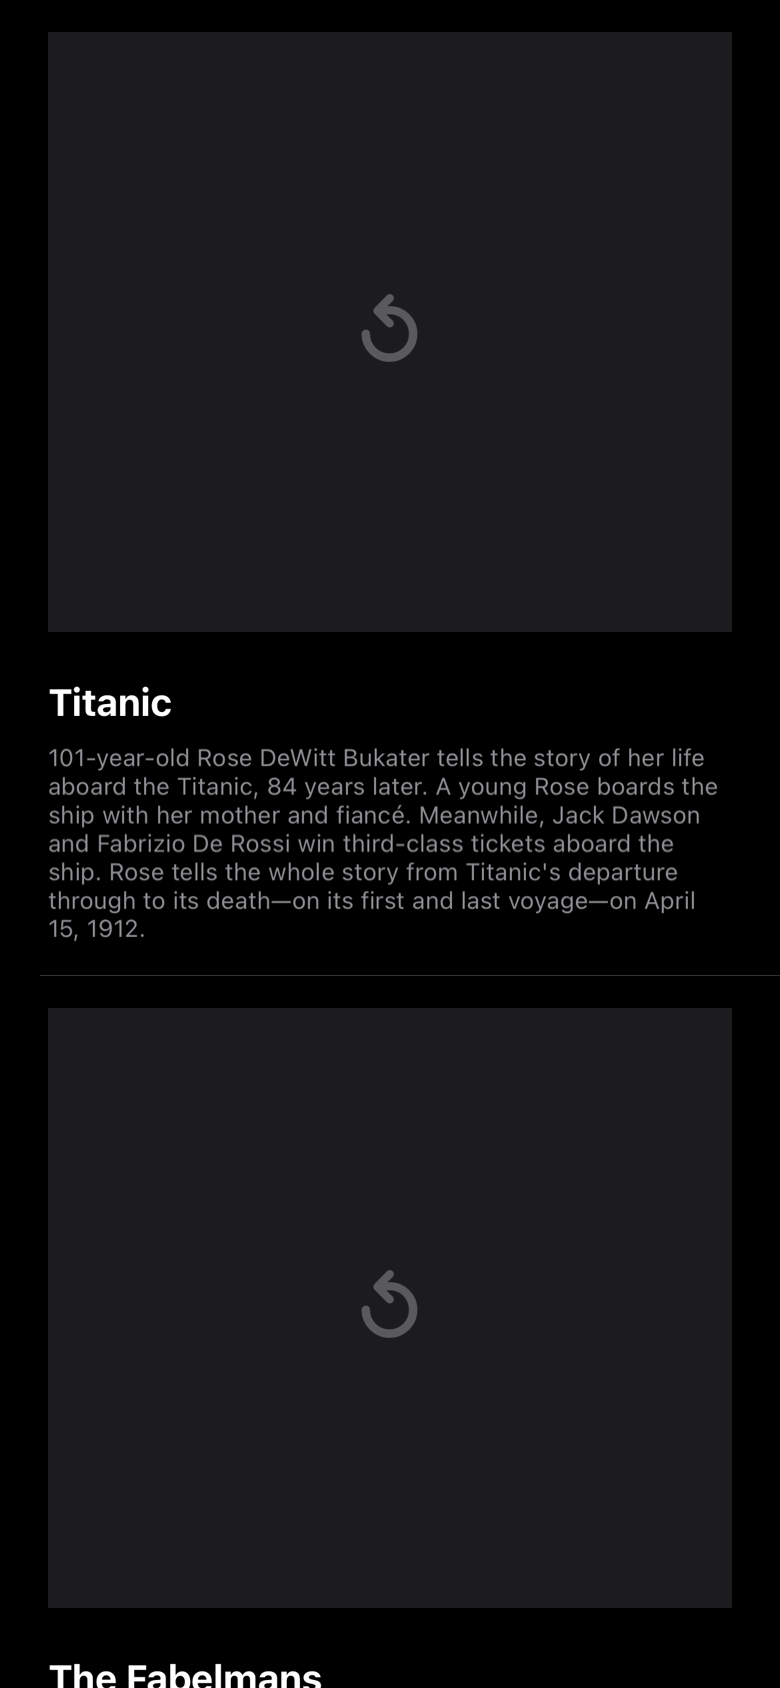 Titanic
101-year-old Rose DeWitt Bukater tells the story of her life
aboard the Titanic, 84 years later. A young Rose boards the
ship with her mother and fiancé. Meanwhile, Jack Dawson
and Fabrizio De Rossi win third-class tickets aboard the
ship. Rose tells the whole story from Titanic's departure
through to its death—on its first and last voyage—on April
15, 1912.
The Fabelmans